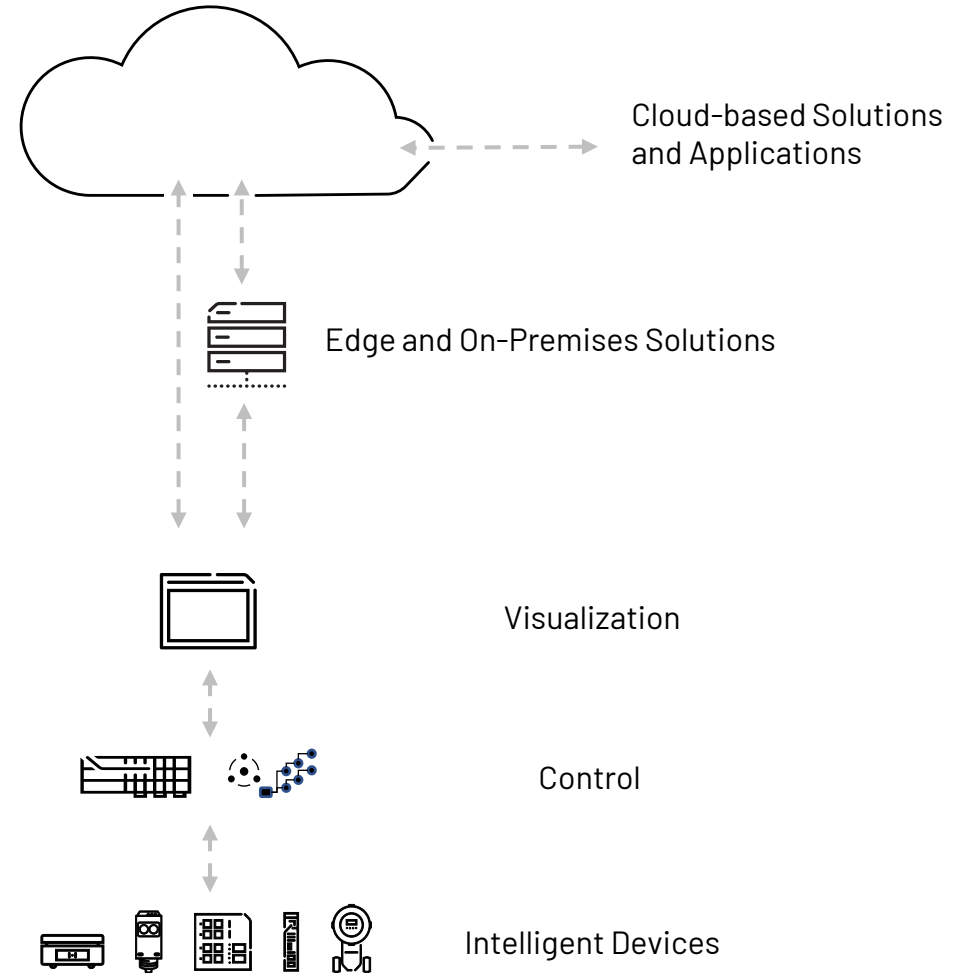 Cloud-based Solutions
and Applications
Edge and On-Premises Solutions
Visualization
Control
Intelligent Devices